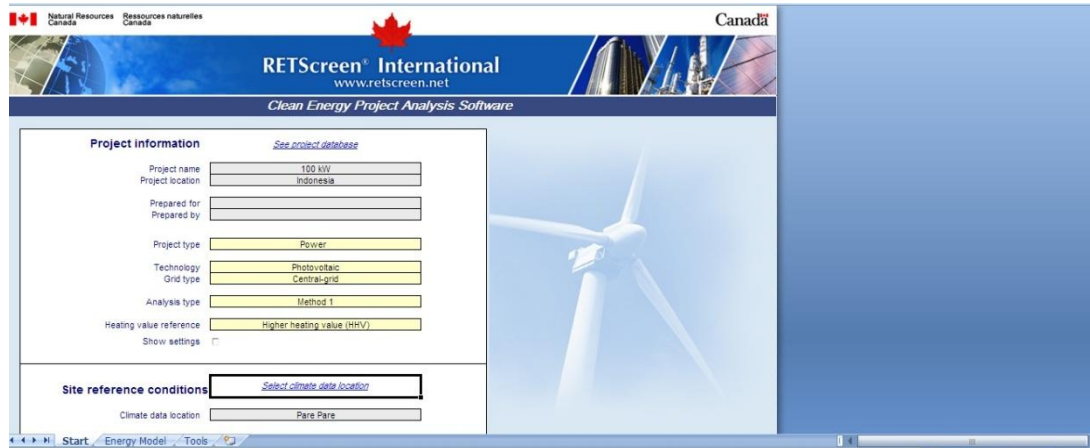 Natural Resources Canada
Ressources naturelles Canada
Canada
RETScreen® International
www.retscreen.net
Clean Energy Project Analysis Software
Project information
See project database
Project name 100 kW
Project location Indonesia
Prepared for
Prepared by
Project type Power
Technology Photovoltaic
Grid type Central-grid
Analysis type Method 1
Heating value reference Higher heating value (HHV)
Show settings
Site reference conditions
Select climate data location
Climate data location Pare Pare
Start Energy Model Tools